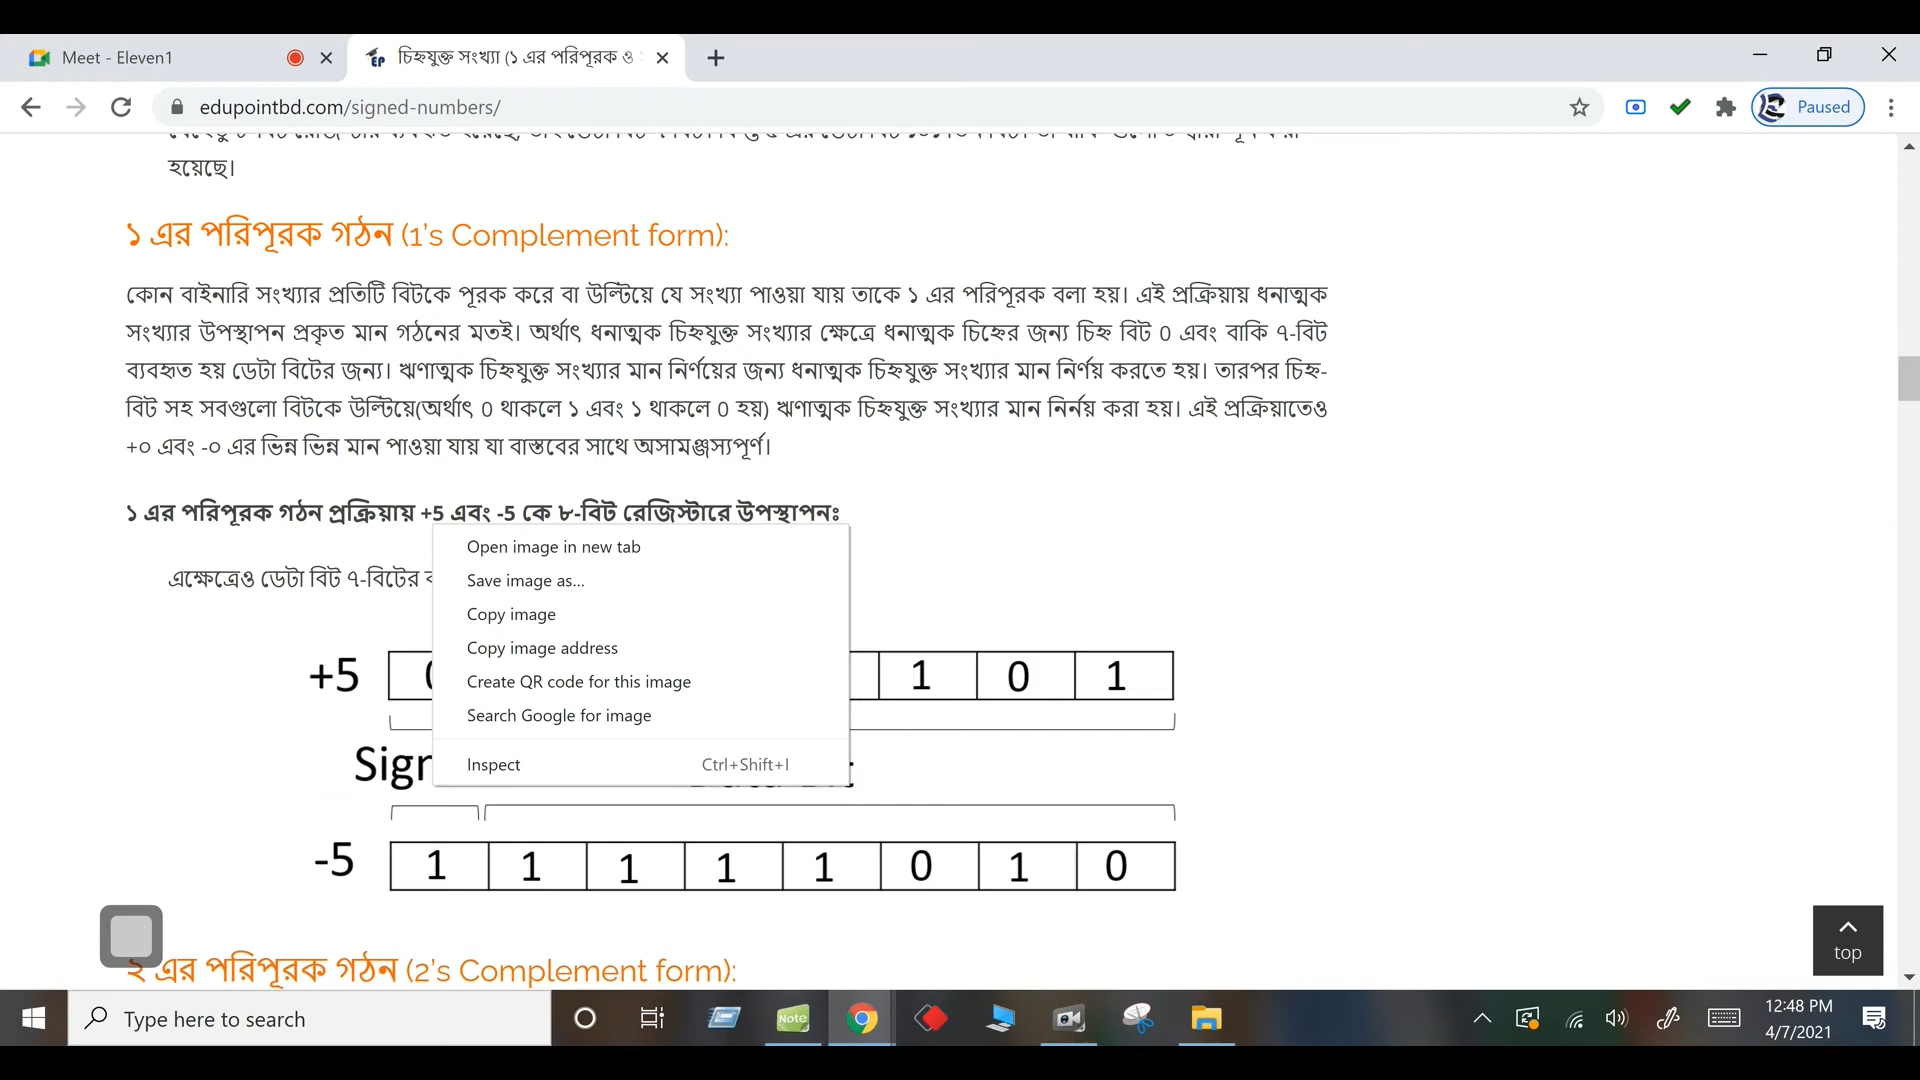 Meet - Eleven1
চিহ্নযুক্ত সংখ্যা (১ এর পরিপূরক ও
edupointbd.com/signed-numbers/
Paused
হয়েছে।
১ এর পরিপূরক গঠন (1's Complement form):
কোন বাইনারি সংখ্যার প্রতিটি বিটকে পূরক করে বা উল্টিয়ে যে সংখ্যা পাওয়া যায় তাকে ১ এর পরিপূরক বলা হয়। এই প্রক্রিয়ায় ধনাত্মক
সংখ্যার উপস্থাপন প্রকৃত মান গঠনের মতই। অর্থাৎ ধনাত্মক চিহ্নযুক্ত সংখ্যার ক্ষেত্রে ধনাত্মক চিহ্নের জন্য চিহ্ন বিট 0 এবং বাকি ৭-বিট
ব্যবহৃত হয় ডেটা বিটের জন্য। ঋণাত্মক চিহ্নযুক্ত সংখ্যার মান নির্ণয়ের জন্য ধনাত্মক চিহ্নযুক্ত সংখ্যার মান নির্ণয় করতে হয়। তারপর চিহ্ন-
বিট সহ সবগুলো বিটকে উল্টিয়ে(অর্থাৎ 0 থাকলে ১ এবং ১ থাকলে 0 হয়) ঋণাত্মক চিহ্নযুক্ত সংখ্যার মান নির্নয় করা হয়। এই প্রক্রিয়াতেও
+০ এবং -০ এর ভিন্ন ভিন্ন মান পাওয়া যায় যা বাস্তবের সাথে অসামঞ্জস্যপূর্ণ।
১ এর পরিপূরক গঠন প্রক্রিয়ায় +5 এবং -5 কে ৮-বিট রেজিস্টারে উপস্থাপনঃ
Open image in new tab
এক্ষেত্রেও ডেটা বিট ৭-বিটের
Save image as...
Copy image
Copy image address
+5 1 0 1
Create QR code for this image
Search Google for image
Sign
Inspect Ctrl+Shift+I
-5 1 1 1 1 1 0 1 0
top
২ এর পরিপূরক গঠন (2's Complement form):
Type here to search
Note
12:48 PM
4/7/2021